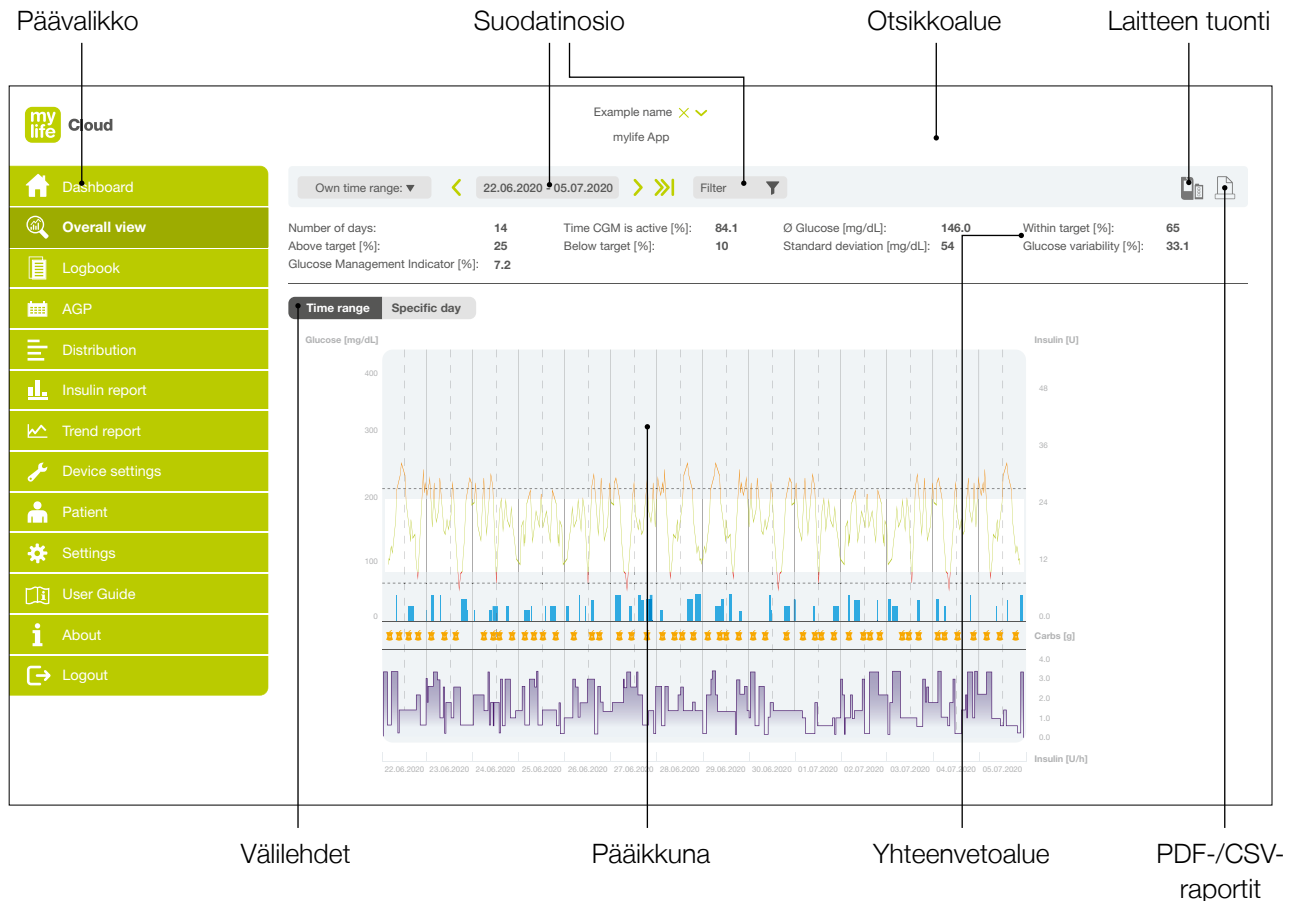 Päävalikko
Suodatinosio
Otsikkoalue
Laitteen tuonti
my
life
Cloud
Example name
mylife App
Dashboard
Overall view
Logbook
AGP
Distribution
Insulin report
Trend report
Device settings
Patient
Settings
User Guide
About
Logout
Own time range: ▼
22.06.2020 - 05.07.2020
Filter
Number of days: 14 Time CGM is active [%]: 84.1 Ø Glucose [mg/dL]: 146.0 Within target [%]: 65
Above target [%]: 25 Below target [%]: 10 Standard deviation [mg/dL]: 54 Glucose variability [%]: 33.1
Glucose Management Indicator [%]: 7.2
Time range Specific day
Glucose [mg/dL] Insulin [U]
400
48
300
36
200
24
100
12
0 0.0
Carbs [g]
4.0
3.0
2.0
1.0
0.0
Insulin [U/h]
22.06.2020 23.06.2020 24.06.2020 25.06.2020 26.06.2020 27.06.2020 28.06.2020 29.06.2020 30.06.2020 01.07.2020 02.07.2020 03.07.2020 04.07.2020 05.07.2020
Välilehdet
Pääikkuna
Yhteenvetoalue
PDF-/CSV-
raportit